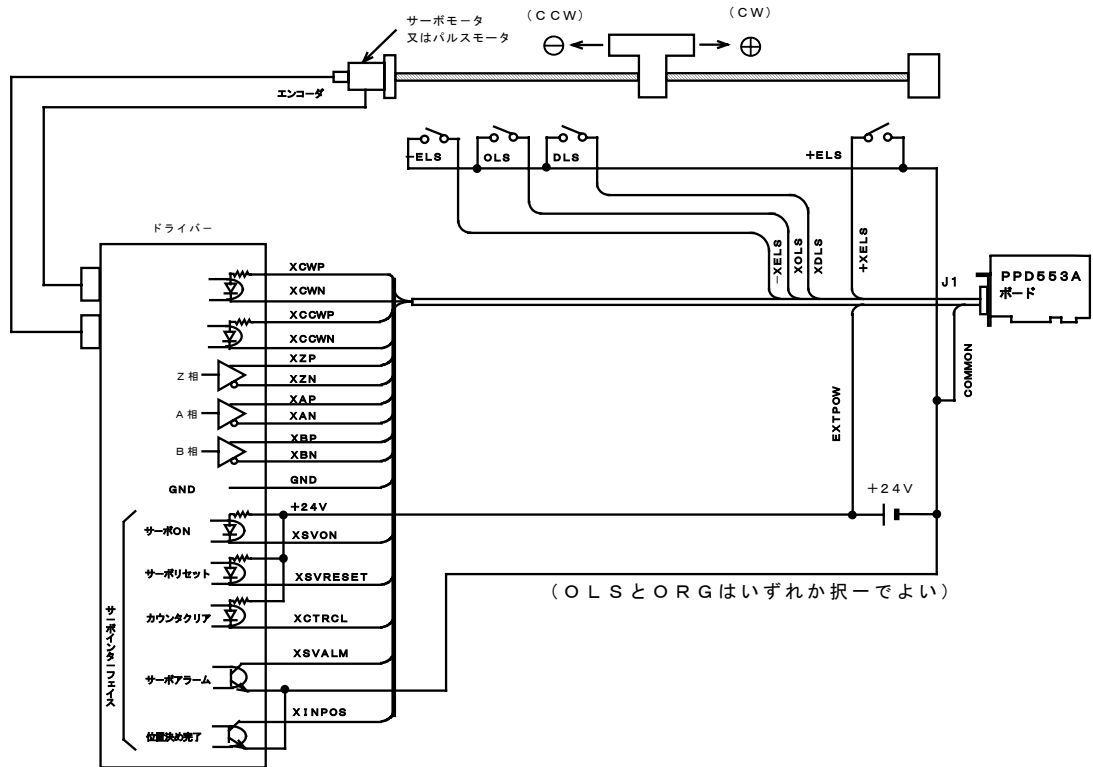 サーボモータ
又はパルスモータ
(ＣＣＷ)
(ＣＷ)
エンコーダ
-ELS
OLS
DLS
+ELS
ドライバー
-XELS
XOLS
XDLS
+XELS
J1
PPD553A
ボード
XCWP
XCWN
XCCWP
XCCWN
Z相
XZP
XZN
A相
XAP
XAN
B相
XBP
XBN
GND
GND
EXTPOW
COMMON
+24V
+24V
サーボON
XSVON
サーボリセット
XSVRESET
(ＯＬＳとＯＲＧはいずれか択一でよい)
カウンタクリア
XCTRCL
サーボインターフェイス
XSVALM
サーボアラーム
XINPOS
位置決め完了